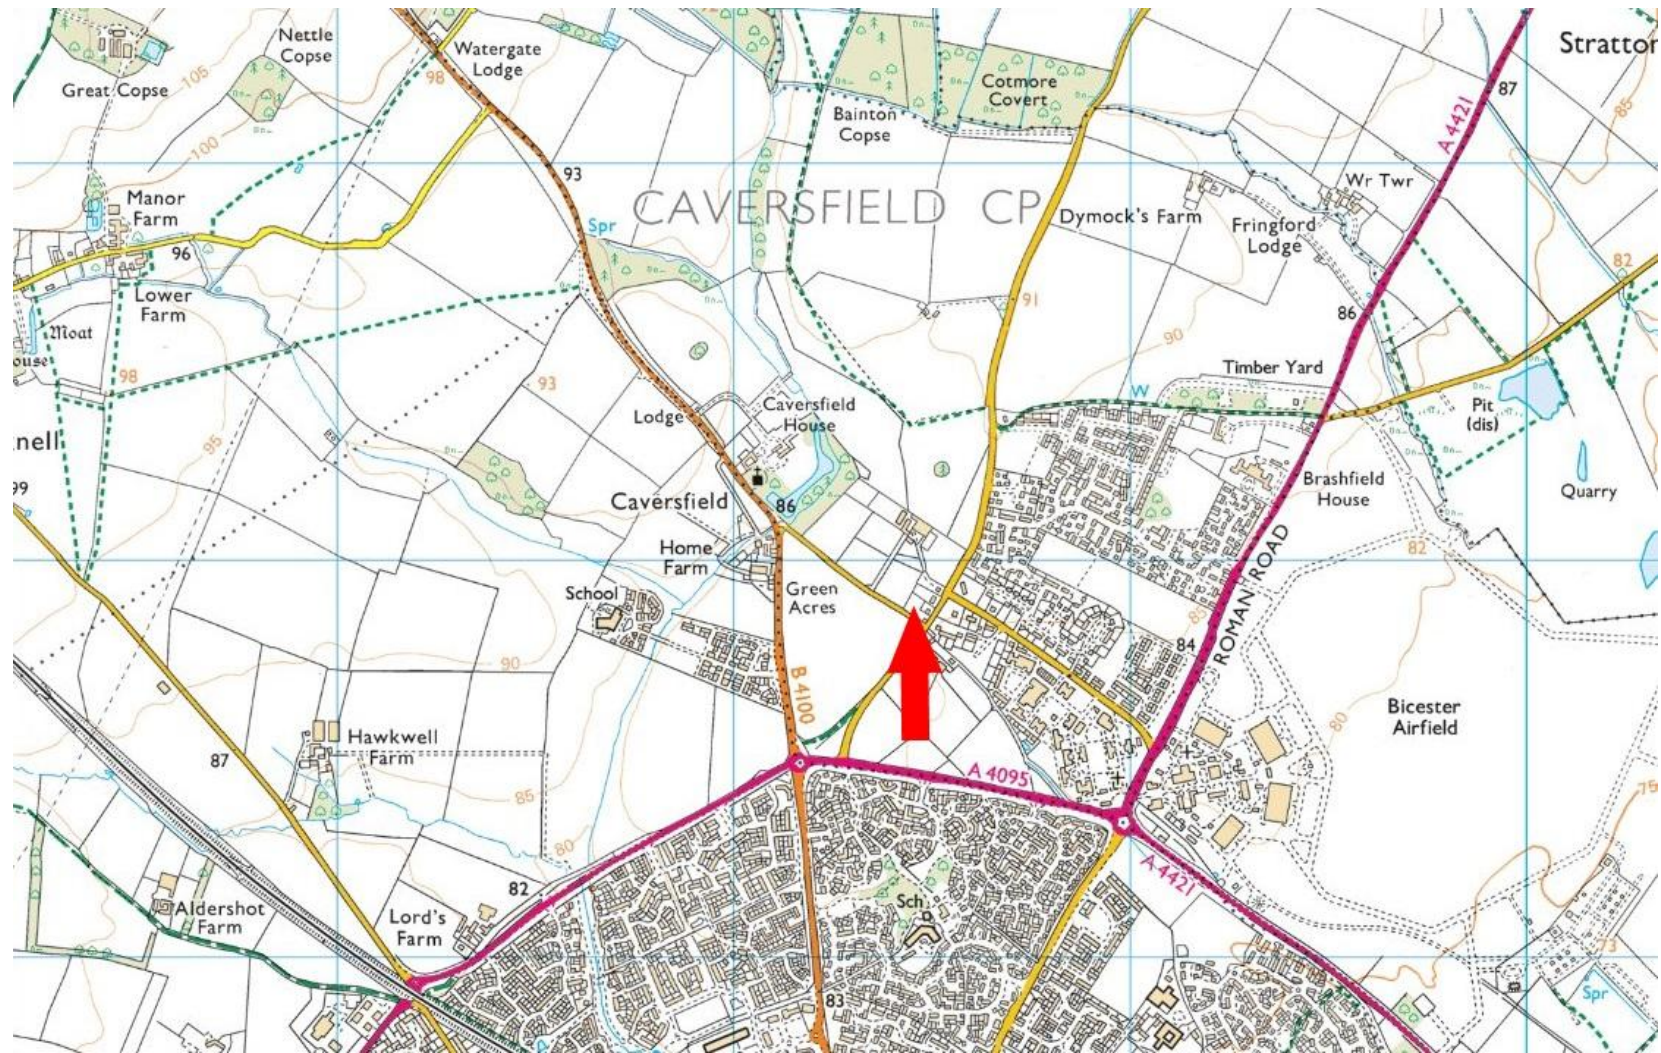 Nettle
Copse
Watergate
Lodge
98
Great Copse
105
100
Cotmore
Covert
Bainton
Copse
87
A 4421
85
93
Manor
Farm
96
Lower
Farm
Moat
98
Spr
CAVERSFIELD CP
Dymock's Farm
Wr Twr
Fringford
Lodge
82
91
90
86
93
Lodge
Caversfield
House
W
Timber Yard
Pit
(dis)
Quarry
95
99
Caversfield
86
Brashfield
House
Home
Farm
Green
Acres
School
82
ROMAN ROAD
85
84
90
B 4100
80
Bicester
Airfield
Hawkwell
Farm
87
85
A 4095
75
80
82
A 4421
Aldershot
Farm
Lord's
Farm
Sch
73
Spr
83